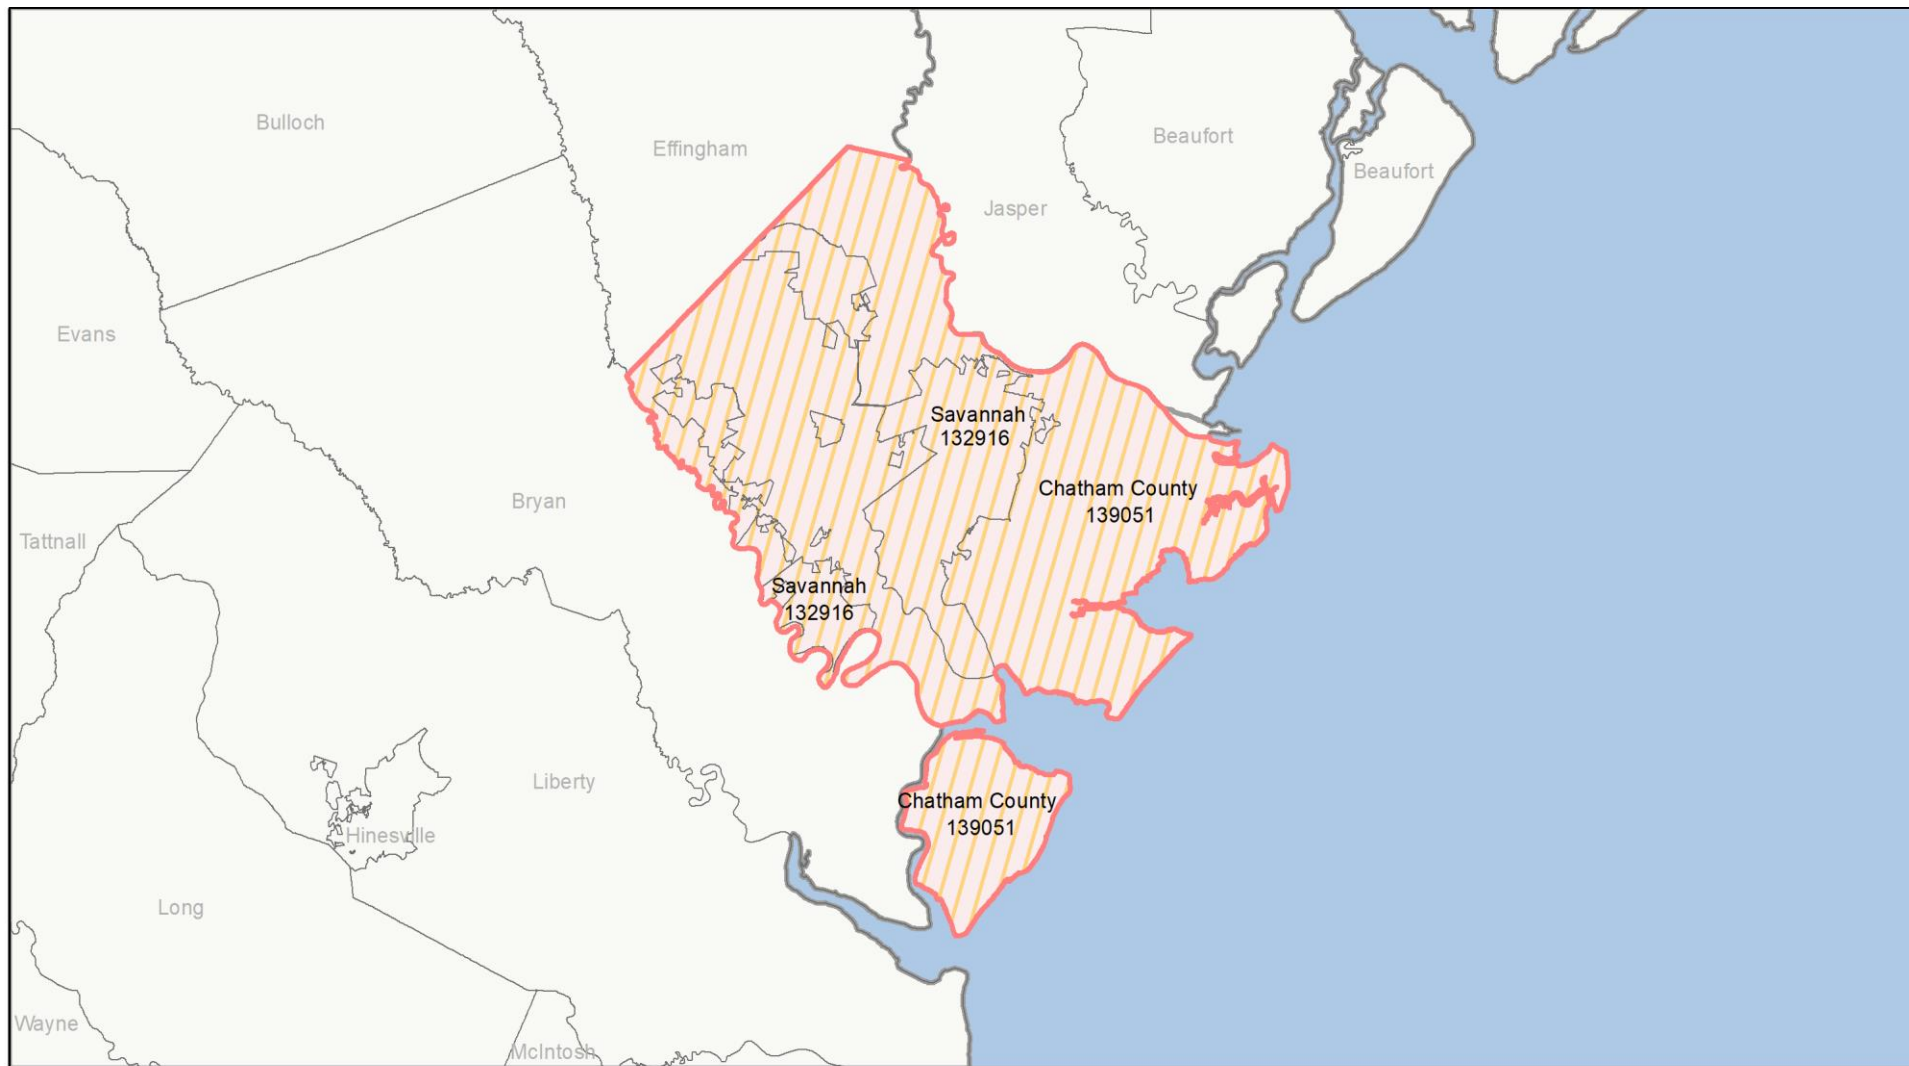 Bulloch
Effingham
Beaufort
Beaufort
Jasper
Evans
Savannah
132916
Chatham County
139051
Bryan
Tattnall
Savannah
132916
Liberty
Chatham County
139051
Hinesville
Long
Wayne
McIntosh